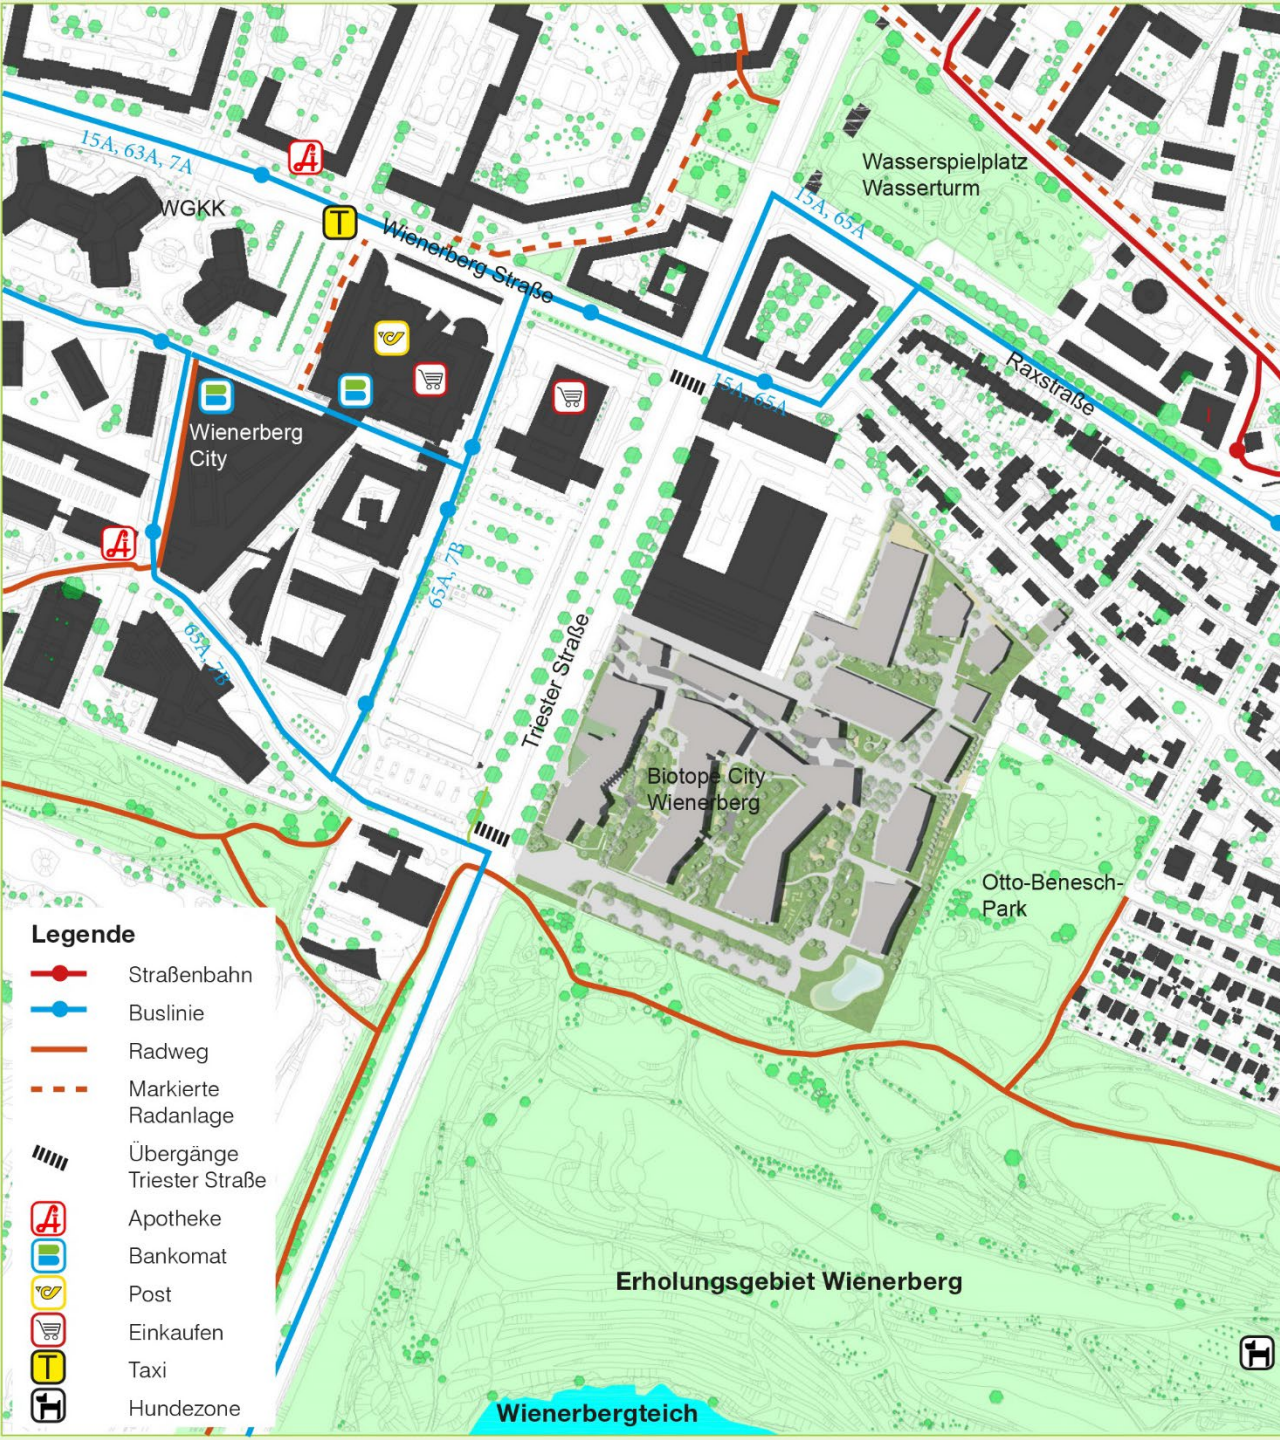 15A, 63A, 7A
WGKK
T
Wienerberg Straße
Wasserspielplatz
Wasserturm
15A, 65A
15A, 65A
Raxstraße
Wienerberg
City
65A, 7B
65A, 7B
Triester Straße
Biotope City
Wienerberg
Otto-Benesch-
Park
Legende
Straßenbahn
Buslinie
Radweg
Markierte
Radanlage
Übergänge
Triester Straße
Apotheke
Bankomat
Post
Einkaufen
T Taxi
Hundezone
Erholungsgebiet Wienerberg
Wienerbergteich